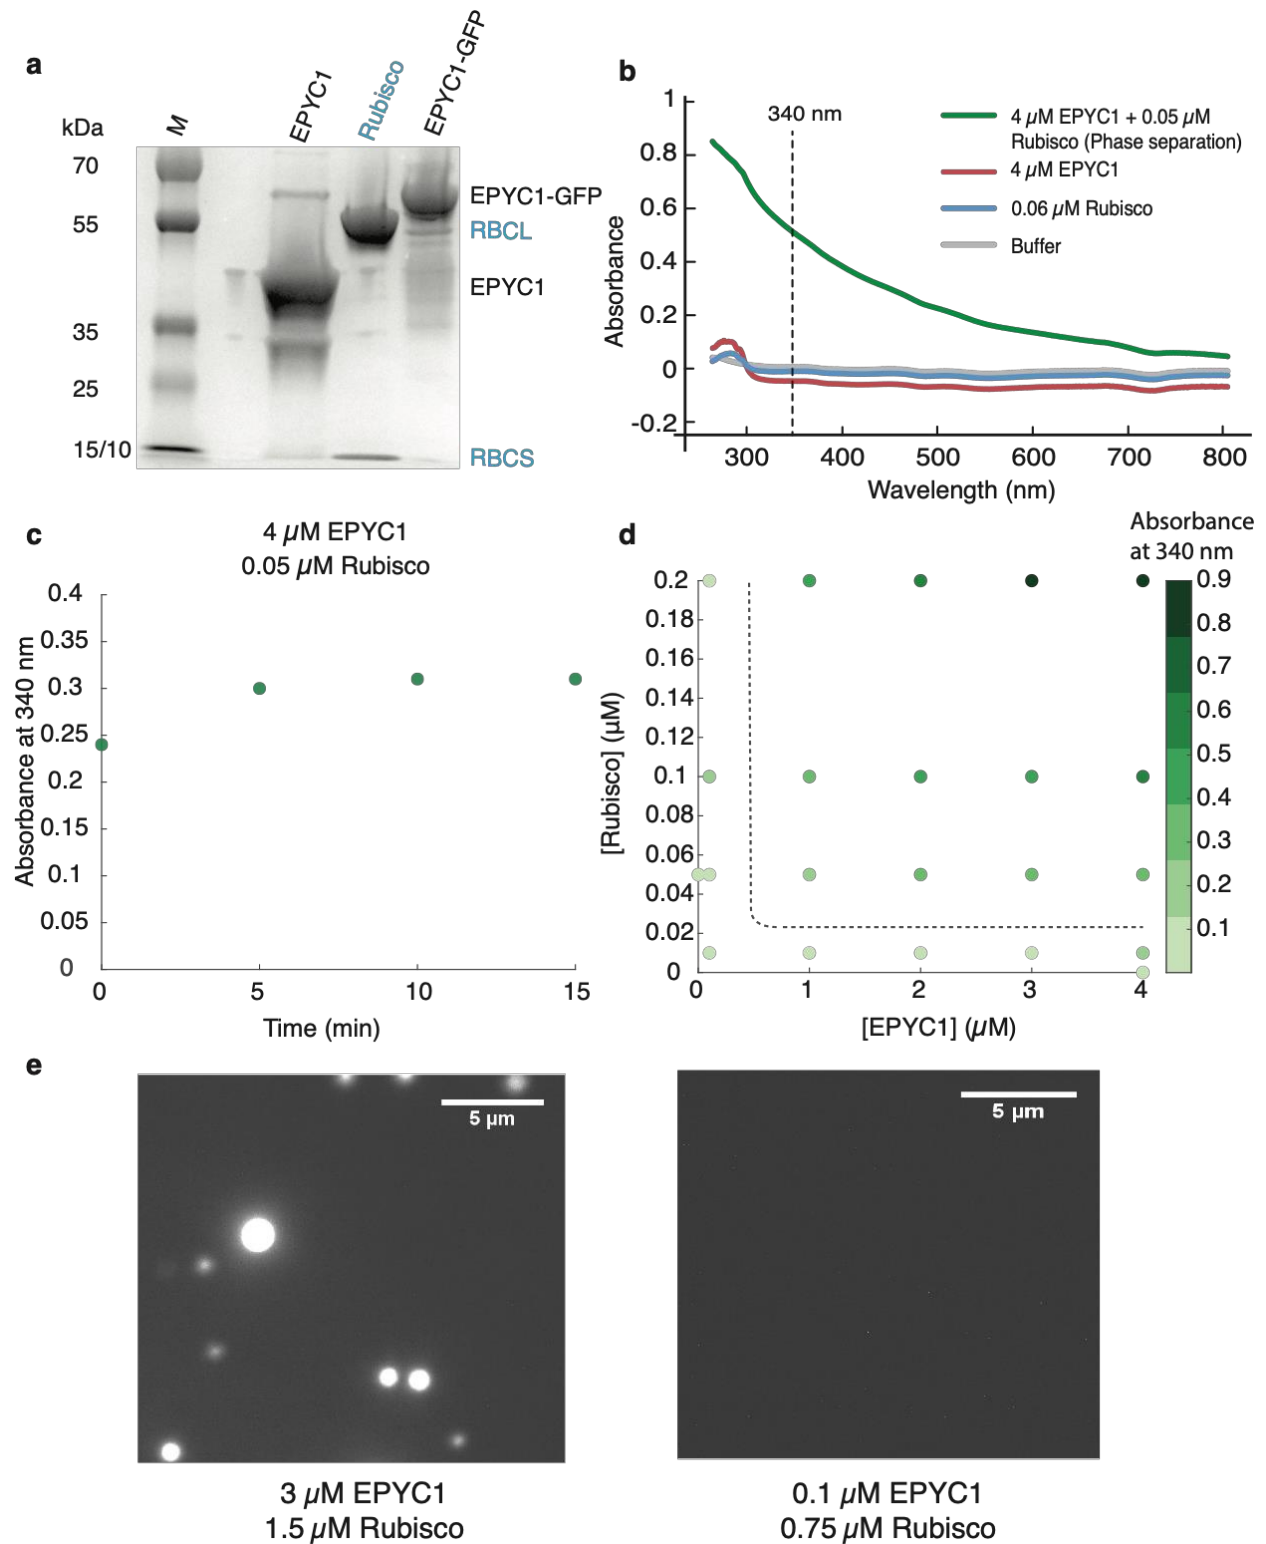 a
kDa
M
EPYC1
Rubisco
EPYC1-GFP
70
55
35
25
15/10
EPYC1-GFP
RBCL
EPYC1
RBCS
b
Absorbance
1
0.8
0.6
0.4
0.2
0
-0.2
340 nm
4 µM EPYC1 + 0.05 µM
Rubisco (Phase separation)
4 µM EPYC1
0.06 µM Rubisco
Buffer
300 400 500 600 700 800
Wavelength (nm)
c
4 µM EPYC1
0.05 µM Rubisco
Absorbance at 340 nm
0.4
0.35
0.3
0.25
0.2
0.15
0.1
0.05
0
0 5 10 15
Time (min)
d
Absorbance
at 340 nm
[Rubisco] (µM)
0.2
0.18
0.16
0.14
0.12
0.1
0.08
0.06
0.04
0.02
0
0 1 2 3 4
[EPYC1] (µM)
0.9
0.8
0.7
0.6
0.5
0.4
0.3
0.2
0.1
e
5 µm
3 µM EPYC1
1.5 µM Rubisco
5 µm
0.1 µM EPYC1
0.75 µM Rubisco